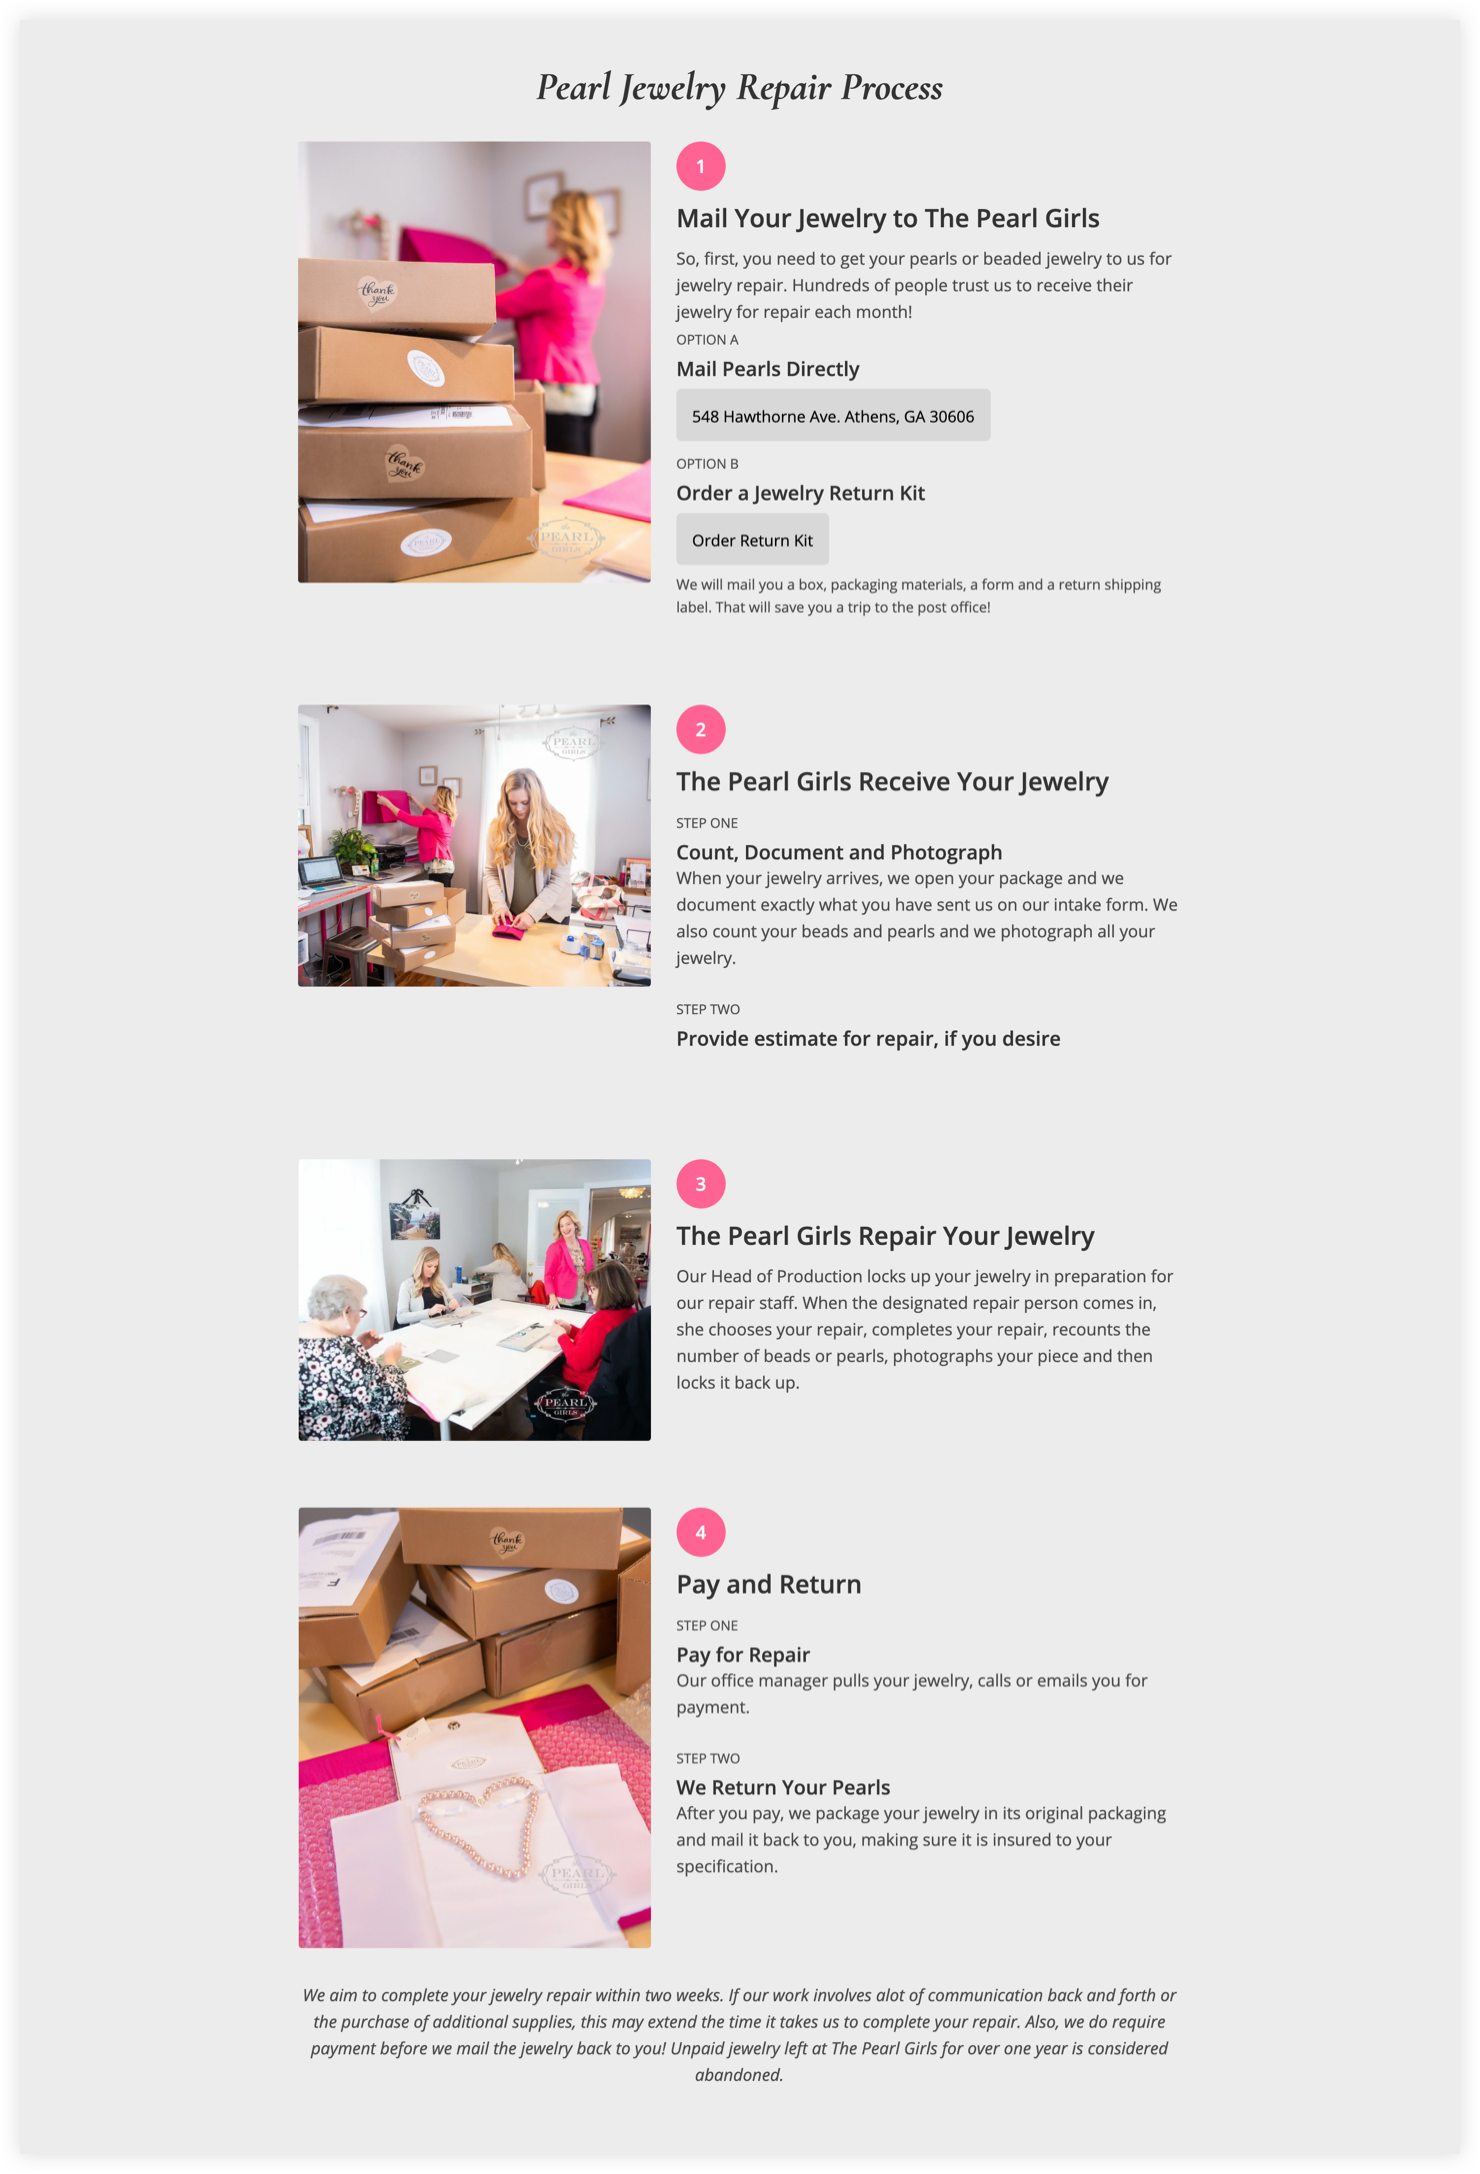 Pearl Jewelry Repair Process
1
Mail Your Jewelry to The Pearl Girls
So, first, you need to get your pearls or beaded jewelry to us for
jewelry repair. Hundreds of people trust us to receive their
jewelry for repair each month!
OPTION A
Mail Pearls Directly
548 Hawthorne Ave. Athens, GA 30606
OPTION B
Order a Jewelry Return Kit
Order Return Kit
We will mail you a box, packaging materials, a form and a return shipping
label. That will save you a trip to the post office!
thank
you
thank
you
the
PEARL
GIRLS
2
The Pearl Girls Receive Your Jewelry
STEP ONE
Count, Document and Photograph
When your jewelry arrives, we open your package and we
document exactly what you have sent us on our intake form. We
also count your beads and pearls and we photograph all your
jewelry.
STEP TWO
Provide estimate for repair, if you desire
the
PEARL
GIRLS
3
The Pearl Girls Repair Your Jewelry
Our Head of Production locks up your jewelry in preparation for
our repair staff. When the designated repair person comes in,
she chooses your repair, completes your repair, recounts the
number of beads or pearls, photographs your piece and then
locks it back up.
the
PEARL
GIRLS
4
Pay and Return
STEP ONE
Pay for Repair
Our office manager pulls your jewelry, calls or emails you for
payment.
STEP TWO
We Return Your Pearls
After you pay, we package your jewelry in its original packaging
and mail it back to you, making sure it is insured to your
specification.
thank
you
F
the
PEARL
GIRLS
We aim to complete your jewelry repair within two weeks. If our work involves alot of communication back and forth or
the purchase of additional supplies, this may extend the time it takes us to complete your repair. Also, we do require
payment before we mail the jewelry back to you! Unpaid jewelry left at The Pearl Girls for over one year is considered
abandoned.